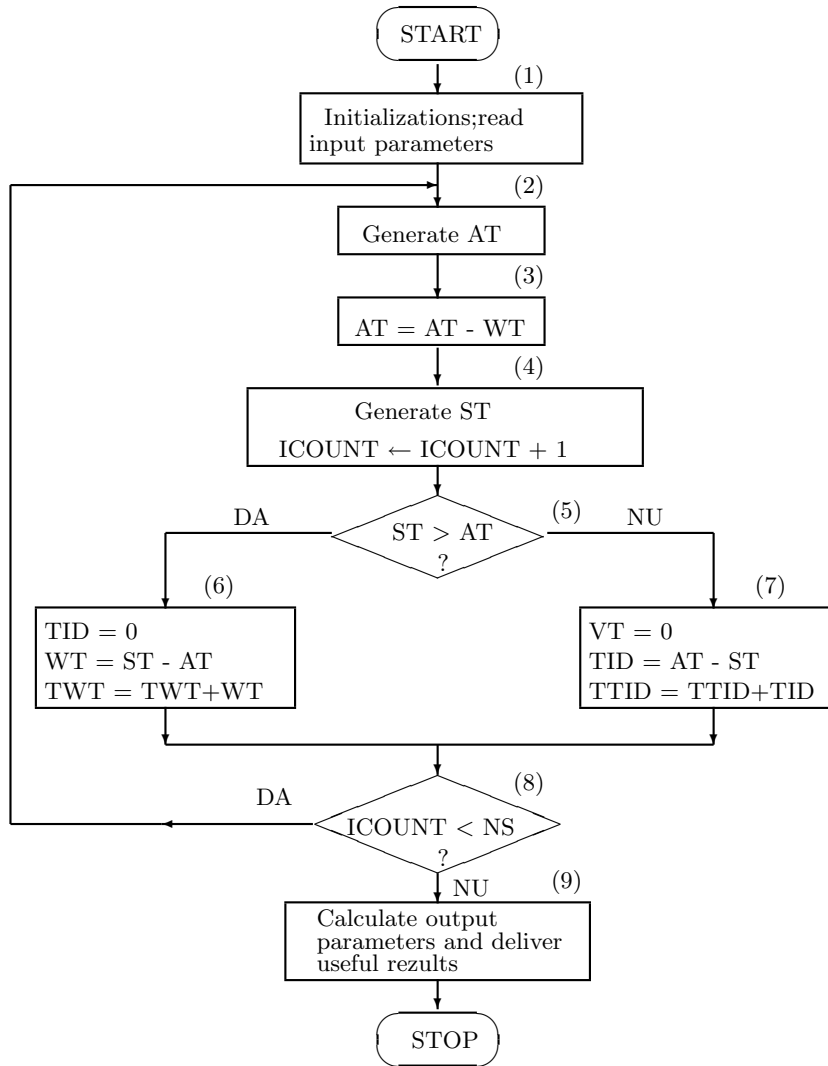 START
(1)
Initializations;read
input parameters
(2)
Generate AT
(3)
AT = AT - WT
(4)
Generate ST
ICOUNT ← ICOUNT + 1
DA
ST > AT
?
(5)
NU
(6)
TID = 0
WT = ST - AT
TWT = TWT+WT
(7)
VT = 0
TID = AT - ST
TTID = TTID+TID
DA
(8)
ICOUNT < NS
?
NU
(9)
Calculate output
parameters and deliver
useful rezults
STOP